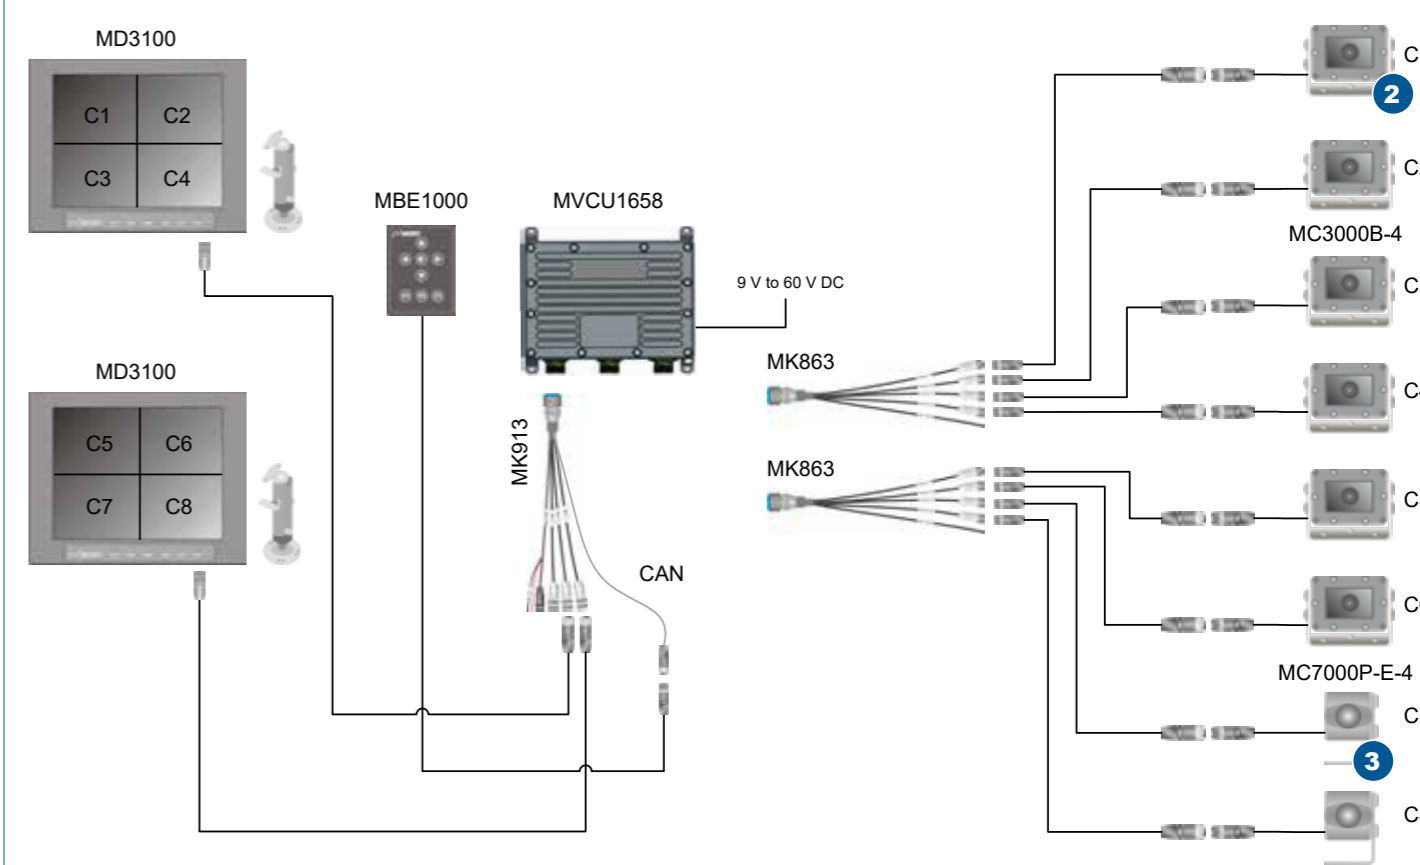 MD3100
C1 C2
C3 C4
MBE1000
MVCU1658
9 V to 60 V DC
MD3100
C5 C6
C7 C8
MK913
CAN
MK863
MK863
C
2
C
MC3000B-4
C
C
C
C
MC7000P-E-4
C
3
C